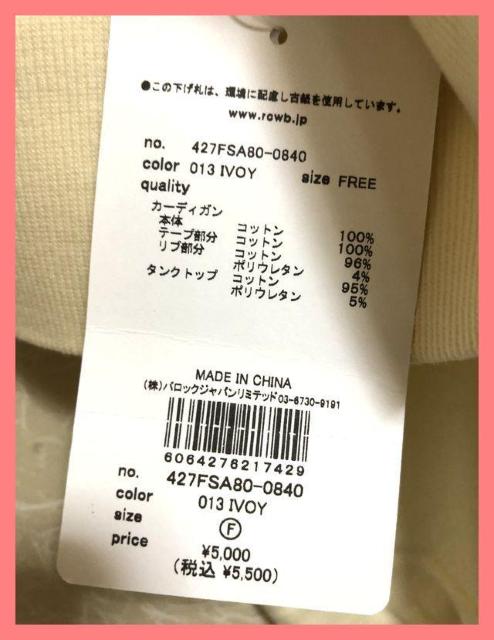 ●この下げ札は、環境に配慮し古紙を使用しています。
www.rcwb.jp
no. 427FSA80-0840
color 013 IVOY size FREE
quality
カーディガン
本体 コットン 100%
テープ部分 コットン 100%
リブ部分 コットン 96%
ポリウレタン 4%
タンクトップ コットン 95%
ポリウレタン 5%
MADE IN CHINA
(株)バロックジャパンリミテッド03-6730-9191
6064276217429
no. 427FSA80-0840
color 013 IVOY
size F
price ¥5,000
(税込 ¥5,500)